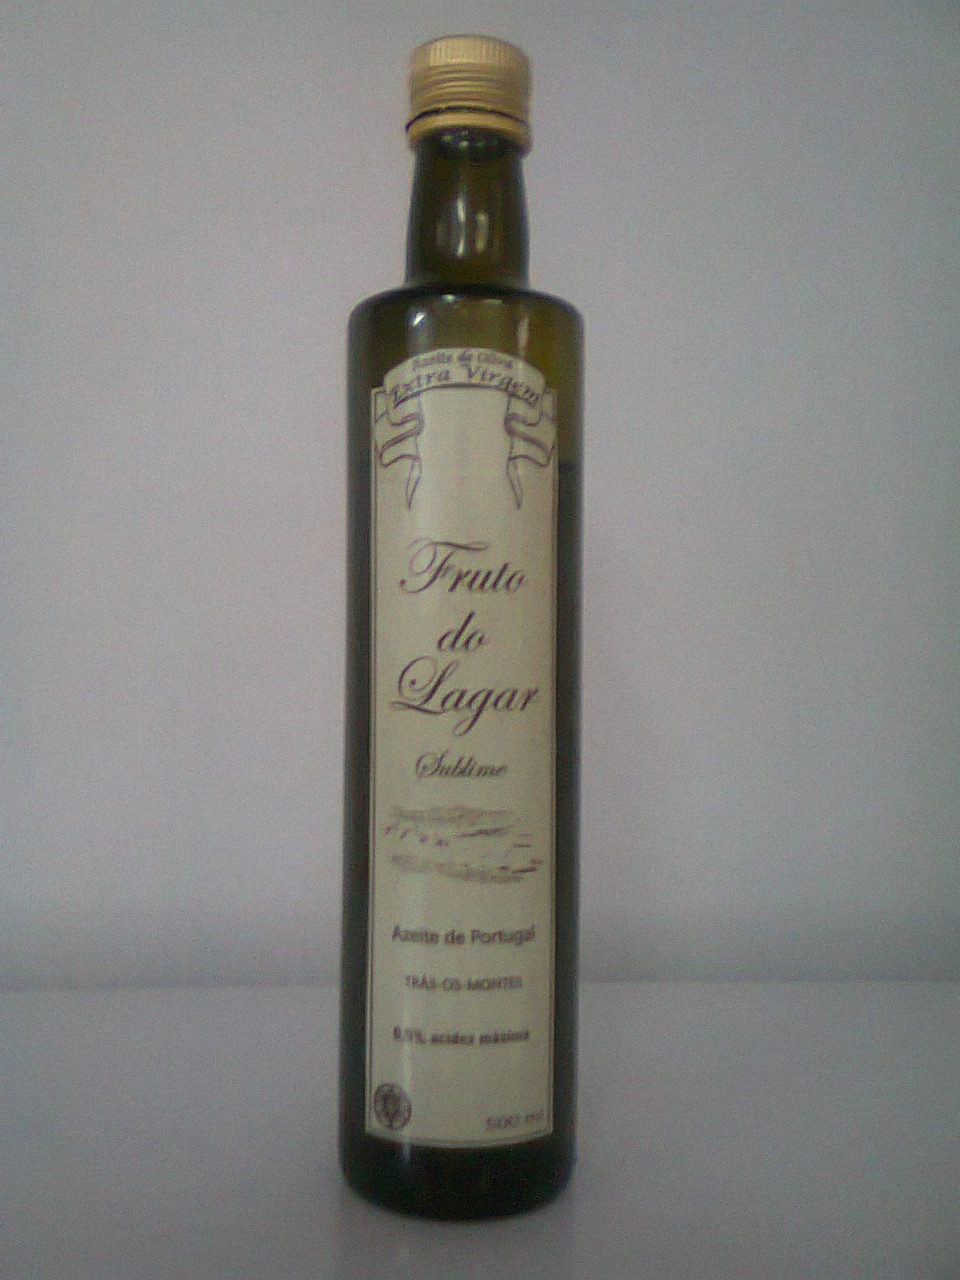 Azeite de Oliva
Extra Virgem
Fruto
do
Lagar
Sublime
Azeite de Portugal
TRÁS-OS-MONTES
acidez máxima
500 ml